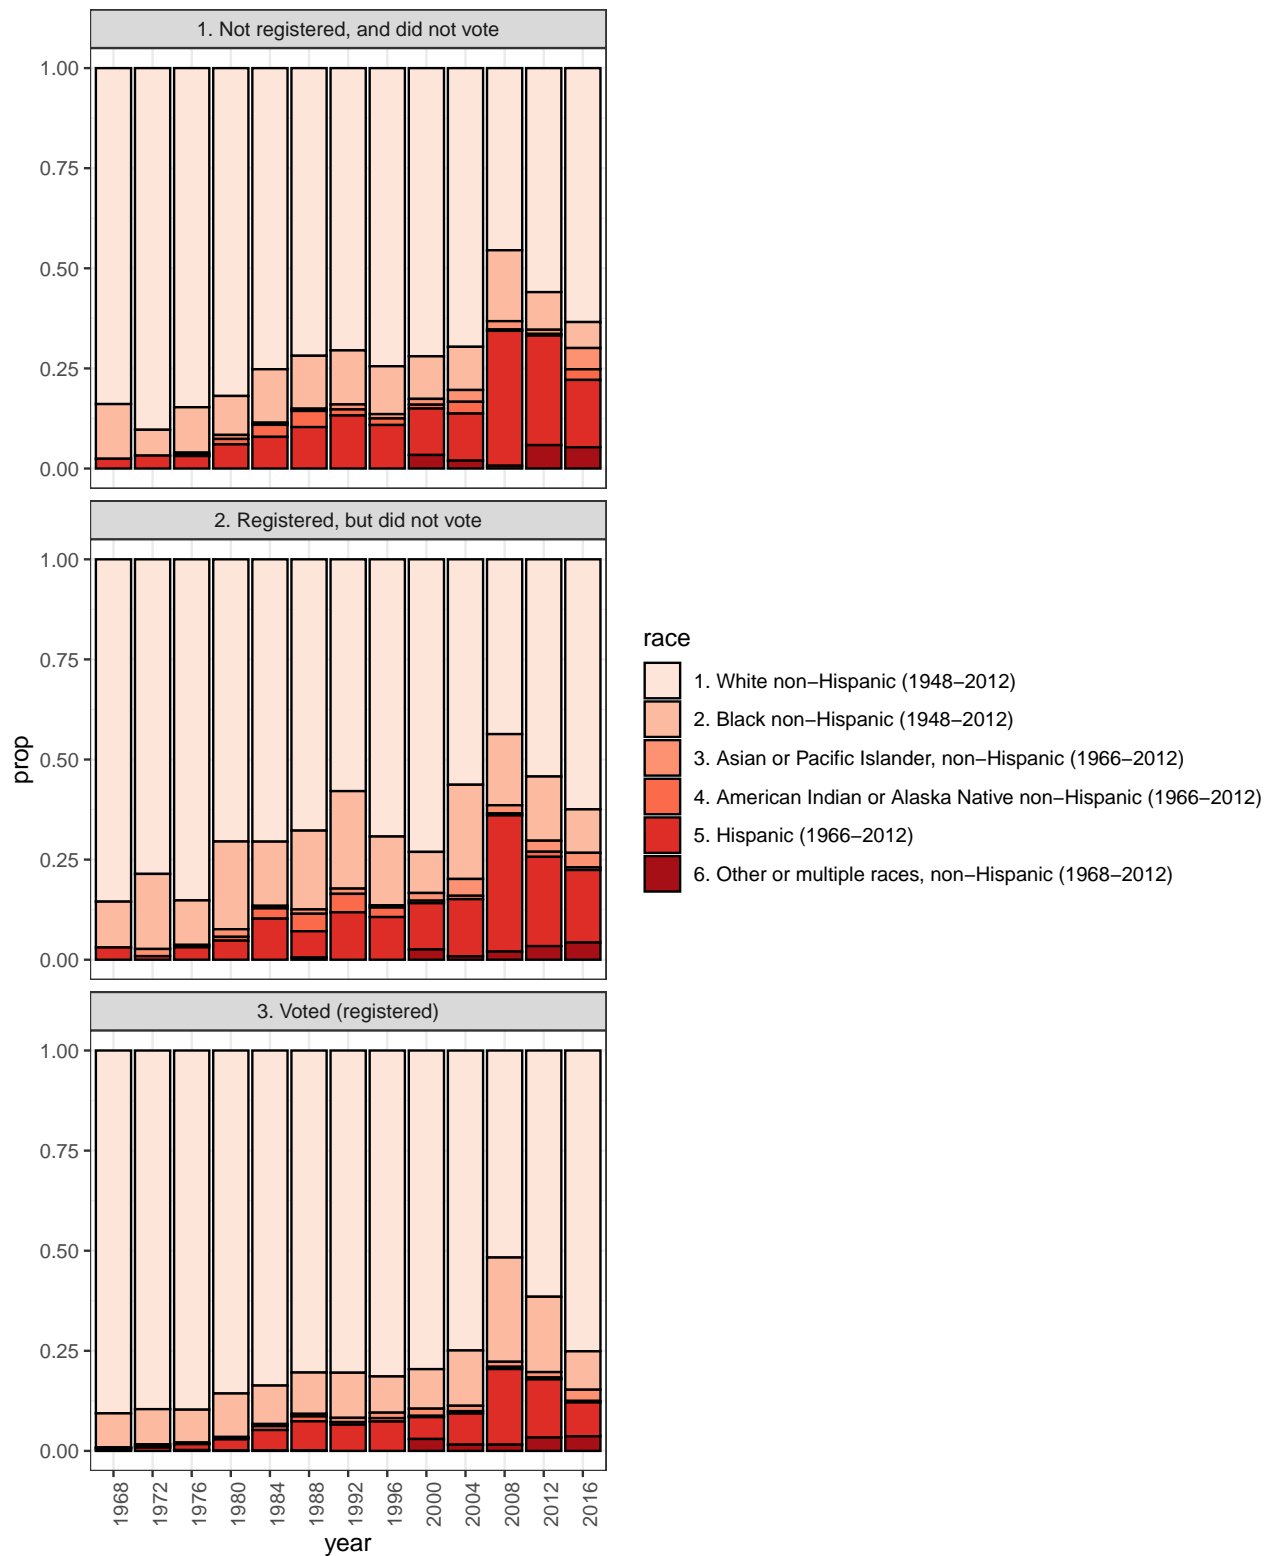 1. Not registered, and did not vote
1.00
0.75
0.50
0.25
0.00
2. Registered, but did not vote
1.00
0.75
0.50
0.25
0.00
3. Voted (registered)
1.00
0.75
0.50
0.25
0.00
prop
1968
1972
1976
1980
1984
1988
1992
1996
2000
2004
2008
2012
2016
year
race
1. White non−Hispanic (1948−2012)
2. Black non−Hispanic (1948−2012)
3. Asian or Pacific Islander, non−Hispanic (1966−2012)
4. American Indian or Alaska Native non−Hispanic (1966−2012)
5. Hispanic (1966−2012)
6. Other or multiple races, non−Hispanic (1968−2012)